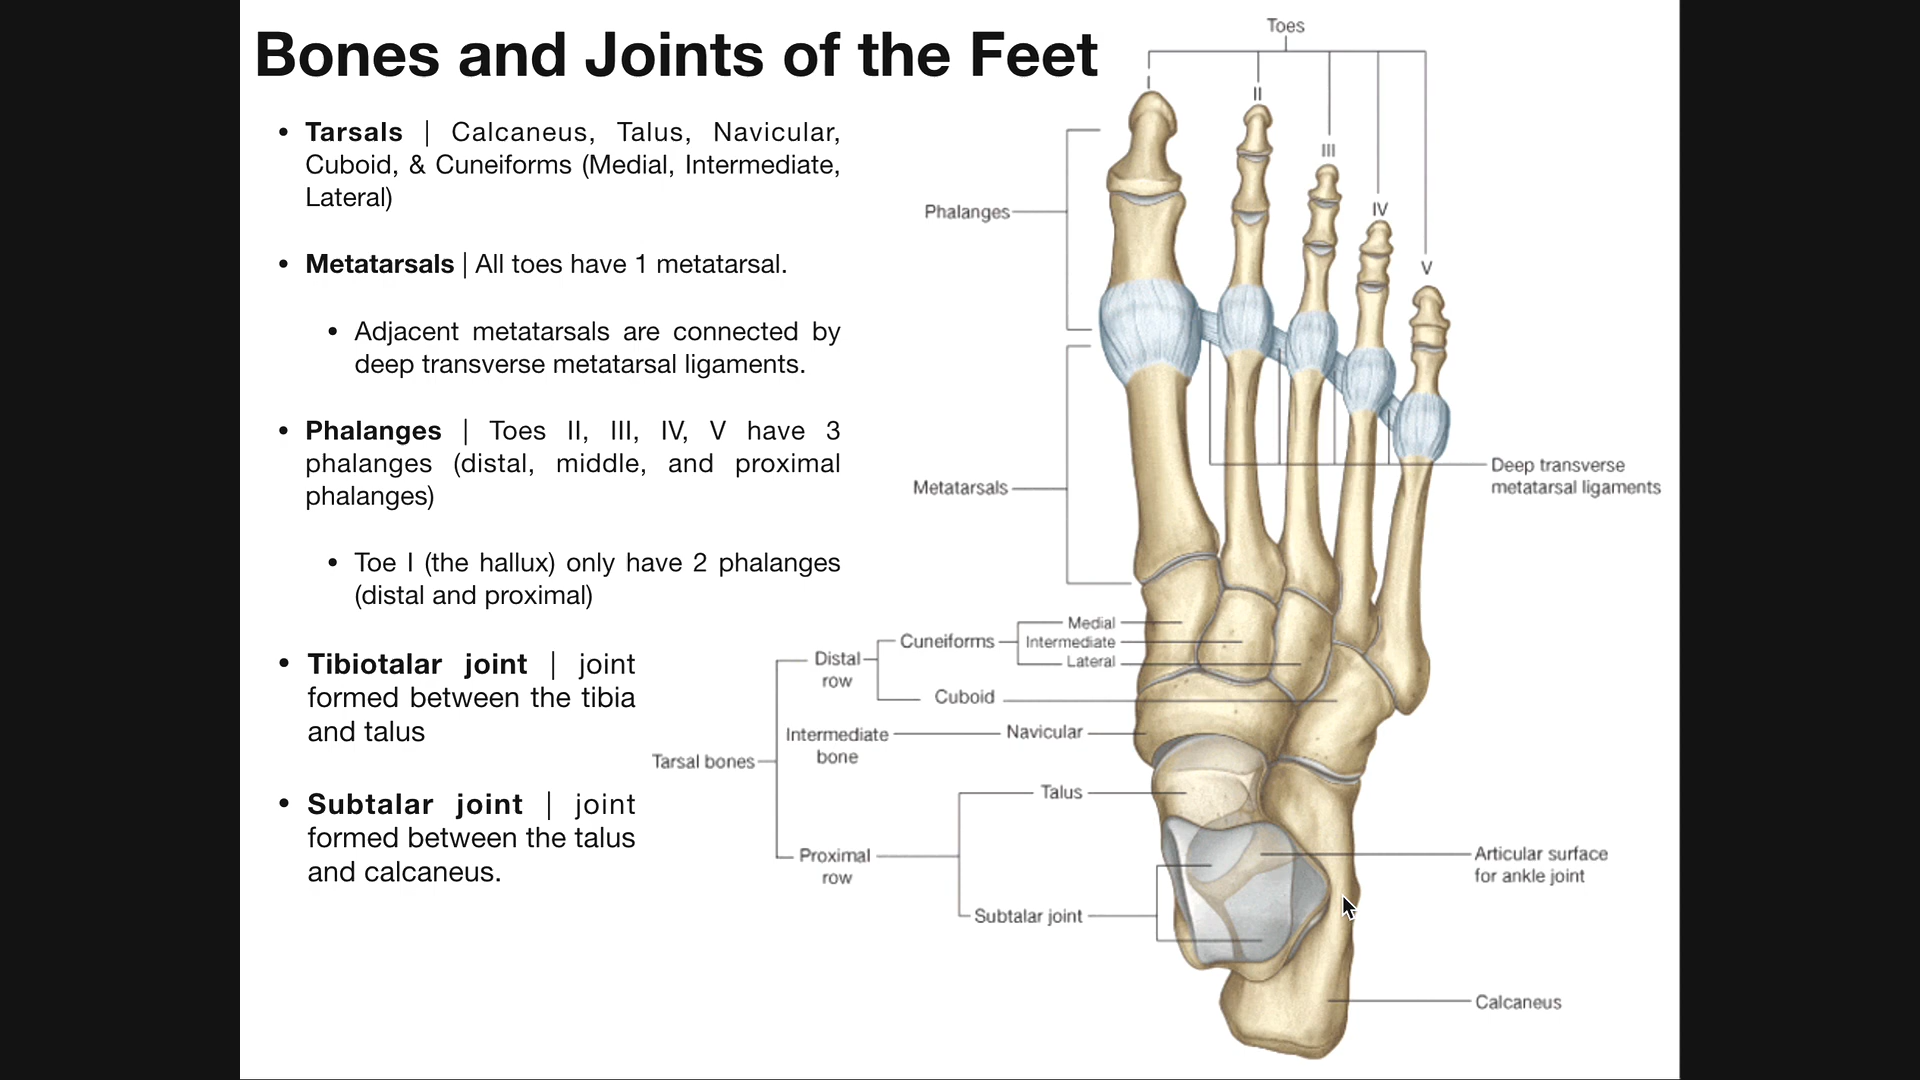 Bones and Joints of the Feet
• Tarsals | Calcaneus, Talus, Navicular,
Cuboid, & Cuneiforms (Medial, Intermediate,
Lateral)
• Metatarsals | All toes have 1 metatarsal.
• Adjacent metatarsals are connected by
deep transverse metatarsal ligaments.
• Phalanges | Toes II, III, IV, V have 3
phalanges (distal, middle, and proximal
phalanges)
• Toe I (the hallux) only have 2 phalanges
(distal and proximal)
• Tibiotalar joint | joint
formed between the tibia
and talus
• Subtalar joint | joint
formed between the talus
and calcaneus.
Toes
I
II
III
IV
V
Phalanges
Metatarsals
Deep transverse
metatarsal ligaments
Tarsal bones
Distal
row
Cuneiforms
Medial
Intermediate
Lateral
Cuboid
Intermediate
bone
Navicular
Proximal
row
Talus
Subtalar joint
Articular surface
for ankle joint
Calcaneus